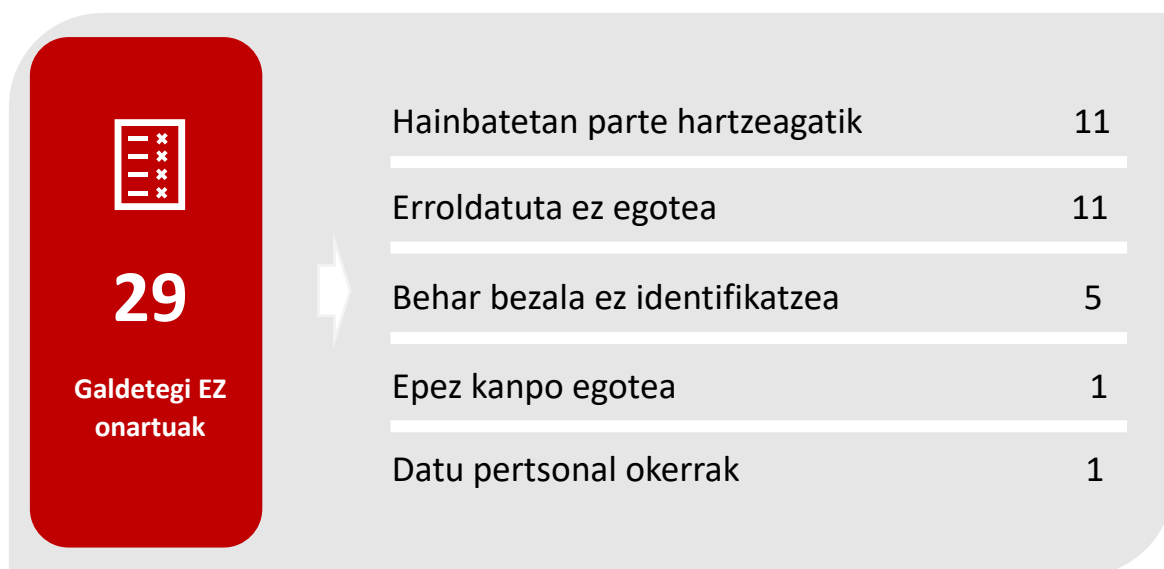 29
Galdetegi EZ
onartuak
Hainbatetan parte hartzeagatik 11
Erroldatuta ez egotea 11
Behar bezala ez identifikatzea 5
Epez kanpo egotea 1
Datu pertsonal okerrak 1